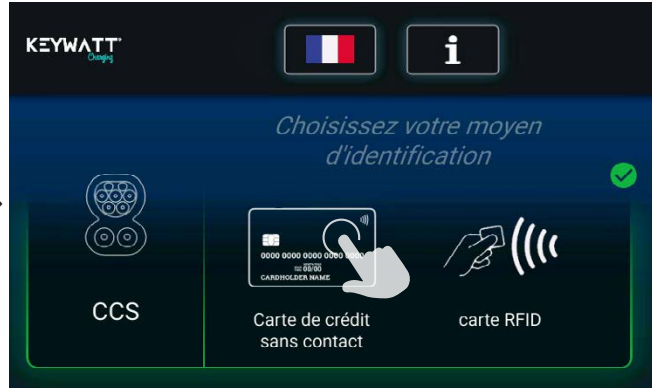 KEYWATT
Charging
i
Choisissez votre moyen
d'identification
0000 0000 0000 0000 0000
00/00
CARDHOLDER NAME
CCS
Carte de crédit
sans contact
carte RFID